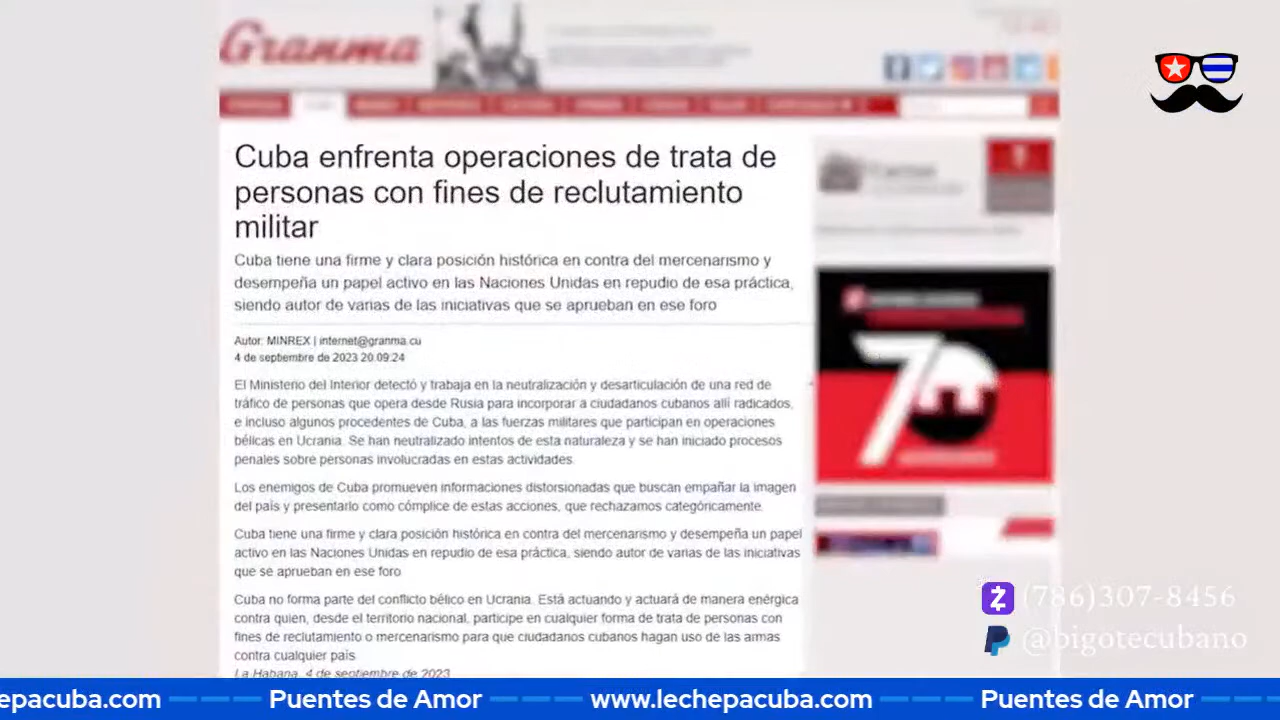 Granma
Cuba enfrenta operaciones de trata de
personas con fines de reclutamiento
militar
Cuba tiene una firme y clara posición histórica en contra del mercenarismo y
desempeña un papel activo en las Naciones Unidas en repudio de esa práctica,
siendo autor de varias de las iniciativas que se aprueban en ese foro
Autor: MINREX | internet@granma.cu
4 de septiembre de 2023 20:09:24
El Ministerio del Interior detectó y trabaja en la neutralización y desarticulación de una red de
tráfico de personas que opera desde Rusia para incorporar a ciudadanos cubanos allí radicados,
e incluso algunos procedentes de Cuba, a las fuerzas militares que participan en operaciones
bélicas en Ucrania. Se han neutralizado intentos de esta naturaleza y se han iniciado procesos
penales sobre personas involucradas en estas actividades.
Los enemigos de Cuba promueven informaciones distorsionadas que buscan empañar la imagen
del país y presentarlo como cómplice de estas acciones, que rechazamos categóricamente.
Cuba tiene una firme y clara posición histórica en contra del mercenarismo y desempeña un papel
activo en las Naciones Unidas en repudio de esa práctica, siendo autor de varias de las iniciativas
que se aprueban en ese foro
Cuba no forma parte del conflicto bélico en Ucrania. Está actuando y actuará de manera enérgica
contra quien, desde el territorio nacional, participe en cualquier forma de trata de personas con
fines de reclutamiento o mercenarismo para que ciudadanos cubanos hagan uso de las armas
contra cualquier país
La Habana, 4 de septiembre de 2023
70
(786)307-8456
@bigotecubano
chepacuba.com — Puentes de Amor — www.lechepacuba.com — Puentes de Amor